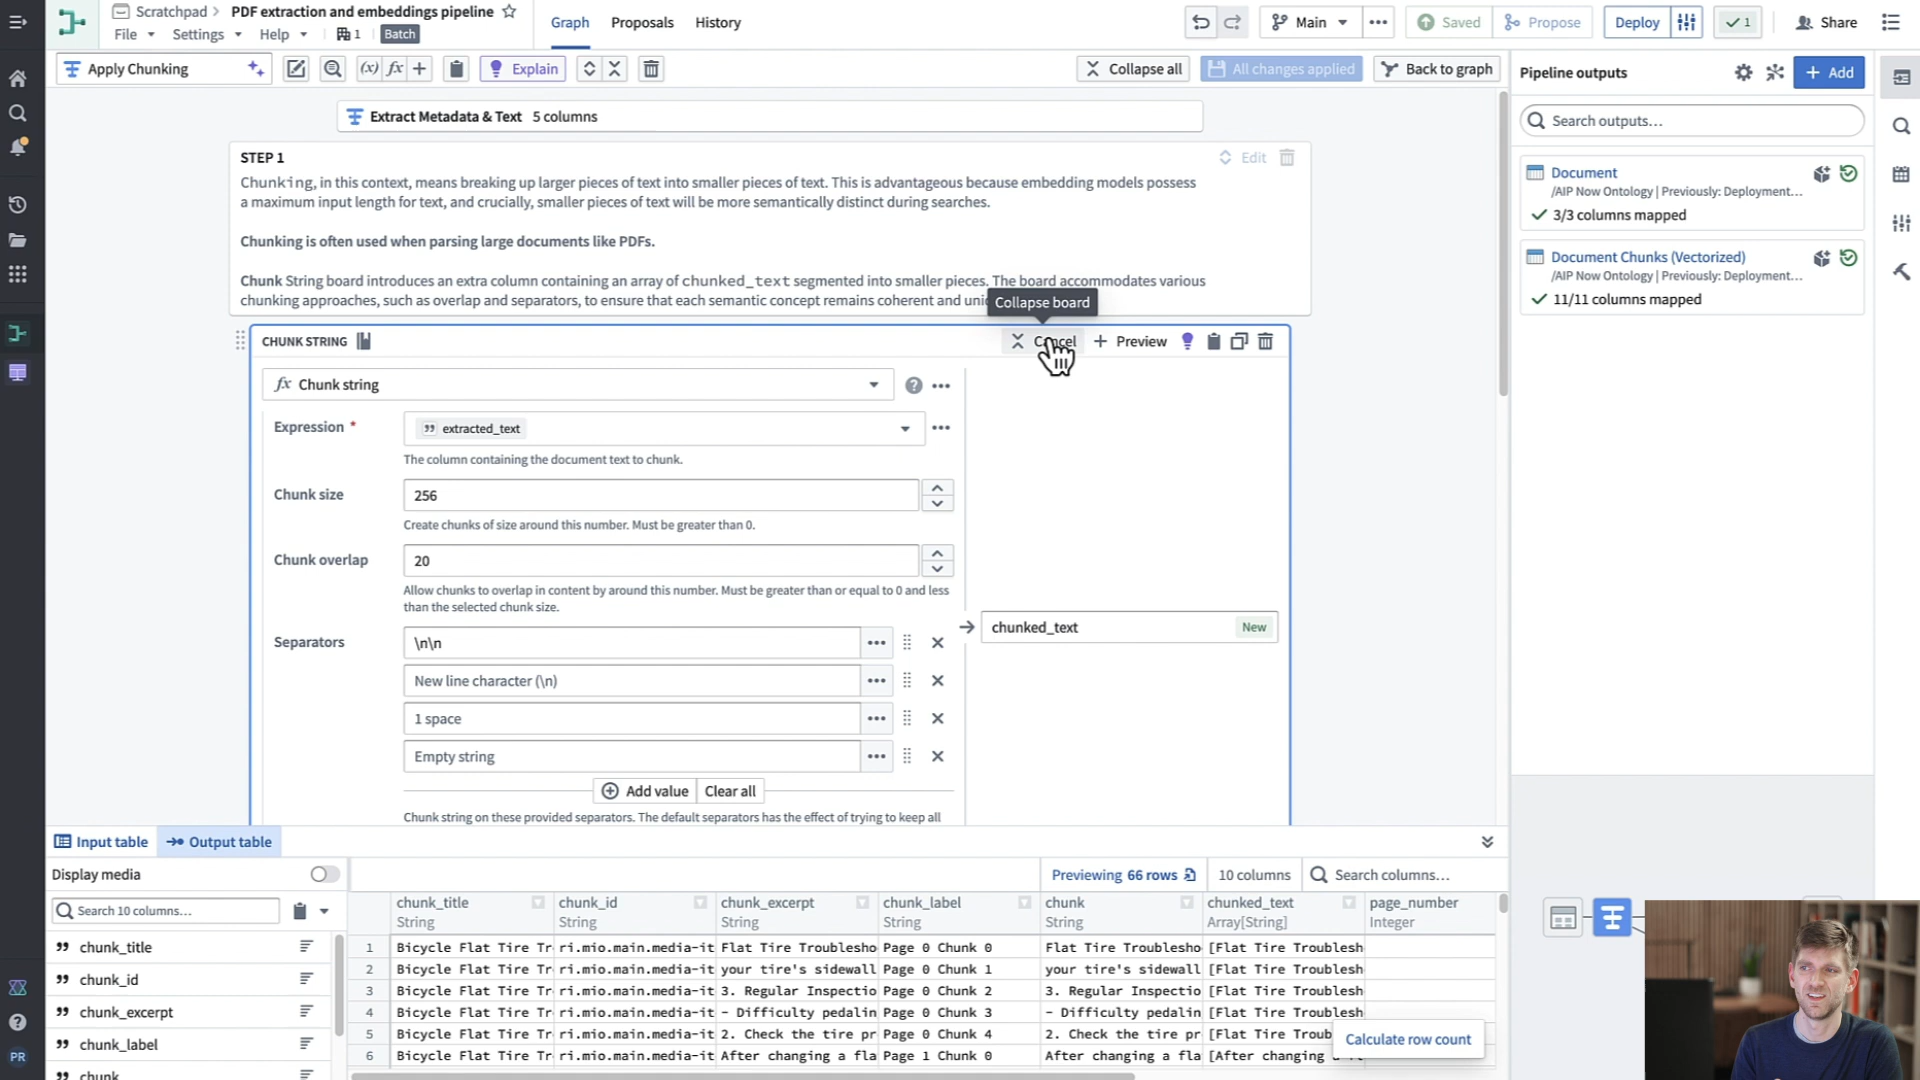 Scratchpad > PDF extraction and embeddings pipeline
File Settings Help 1 Batch
Graph Proposals History
Main Saved Propose Deploy 1 Share
Apply Chunking
(x) fx + Explain
Collapse all All changes applied Back to graph
Extract Metadata & Text 5 columns
STEP 1
Edit
Chunking, in this context, means breaking up larger pieces of text into smaller pieces of text. This is advantageous because embedding models possess
a maximum input length for text, and crucially, smaller pieces of text will be more semantically distinct during searches.
Chunking is often used when parsing large documents like PDFs.
Chunk String board introduces an extra column containing an array of chunked_text segmented into smaller pieces. The board accommodates various
chunking approaches, such as overlap and separators, to ensure that each semantic concept remains coherent and
Collapse board
CHUNK STRING
Cancel + Preview
fx Chunk string
Expression *
extracted_text
The column containing the document text to chunk.
Chunk size
256
Create chunks of size around this number. Must be greater than 0.
Chunk overlap
20
Allow chunks to overlap in content by around this number. Must be greater than or equal to 0 and less
than the selected chunk size.
Separators
\n\n
New line character (\n)
1 space
Empty string
Add value Clear all
Chunk string on these provided separators. The default separators has the effect of trying to keep all
chunked_text New
Input table Output table
Display media
Search 10 columns...
chunk_title
chunk_id
chunk_excerpt
chunk_label
chunk
Previewing 66 rows 10 columns Search columns...
chunk_title chunk_id chunk_excerpt chunk_label chunk chunked_text page_number
String String String String String Array[String] Integer
1 Bicycle Flat Tire Tr ri.mio.main.media-it Flat Tire Troublesho Page 0 Chunk 0 Flat Tire Troublesho [Flat Tire Troublesh
2 Bicycle Flat Tire Tr ri.mio.main.media-it your tire's sidewall Page 0 Chunk 1 your tire's sidewall [Flat Tire Troublesh
3 Bicycle Flat Tire Tr ri.mio.main.media-it 3. Regular Inspectio Page 0 Chunk 2 3. Regular Inspectio [Flat Tire Troublesh
4 Bicycle Flat Tire Tr ri.mio.main.media-it - Difficulty pedalin Page 0 Chunk 3 - Difficulty pedalin [Flat Tire Troublesh
5 Bicycle Flat Tire Tr ri.mio.main.media-it 2. Check the tire pr Page 0 Chunk 4 2. Check the tire pr [Flat Tire Troub
6 Bicycle Flat Tire Tr ri.mio.main.media-it After changing a fla Page 1 Chunk 0 After changing a fla [After changing
Calculate row count
Pipeline outputs
+ Add
Search outputs...
Document
/AIP Now Ontology | Previously: Deployment...
3/3 columns mapped
Document Chunks (Vectorized)
/AIP Now Ontology | Previously: Deployment...
11/11 columns mapped
PR